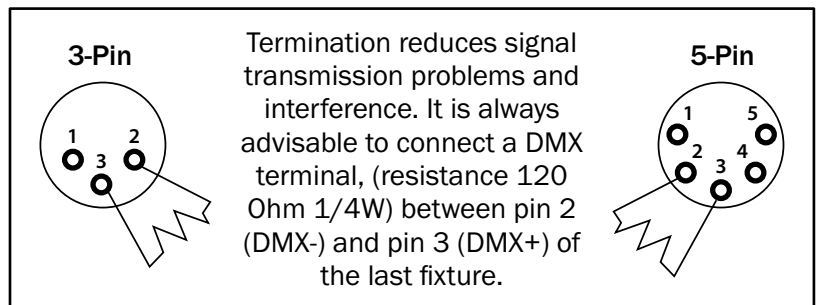 3-Pin
1
2
3
Termination reduces signal
transmission problems and
interference. It is always
advisable to connect a DMX
terminal, (resistance 120
Ohm 1/4W) between pin 2
(DMX-) and pin 3 (DMX+) of
the last fixture.
5-Pin
1
5
2
4
3